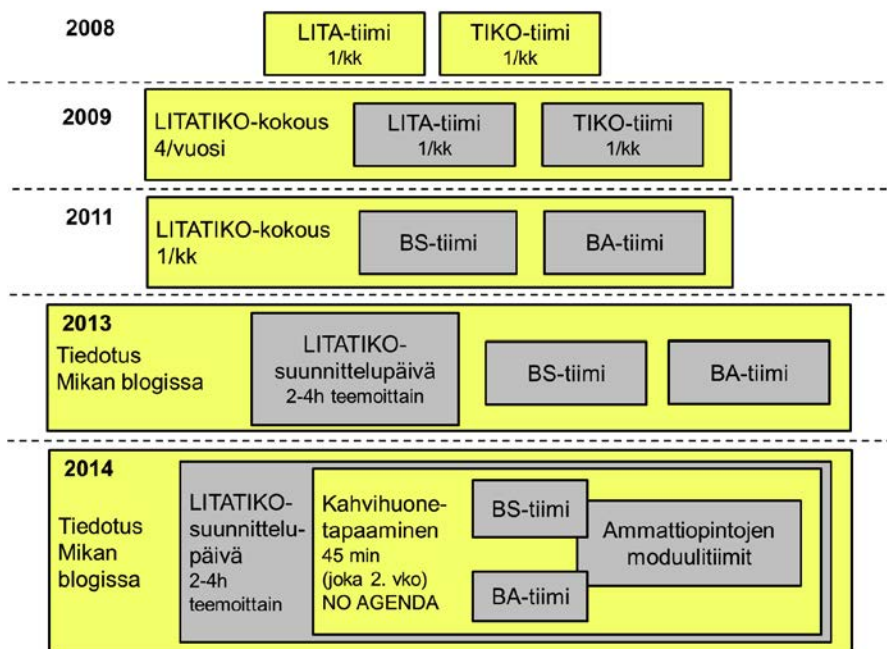 2008
LITA-tiimi
1/kk
TIKO-tiimi
1/kk
2009
LITATIKO-kokous
4/vuosi
LITA-tiimi
1/kk
TIKO-tiimi
1/kk
2011
LITATIKO-kokous
1/kk
BS-tiimi
BA-tiimi
2013
Tiedotus
Mikan blogissa
LITATIKO-
suunnittelupäivä
2-4h teemoittain
BS-tiimi
BA-tiimi
2014
Tiedotus
Mikan
blogissa
LITATIKO-
suunnittelu-
päivä
2-4h
teemoittain
Kahvihuone-
tapaaminen
45 min
(joka 2. vko)
NO AGENDA
BS-tiimi
BA-tiimi
Ammattiopintojen
moduulitiimit